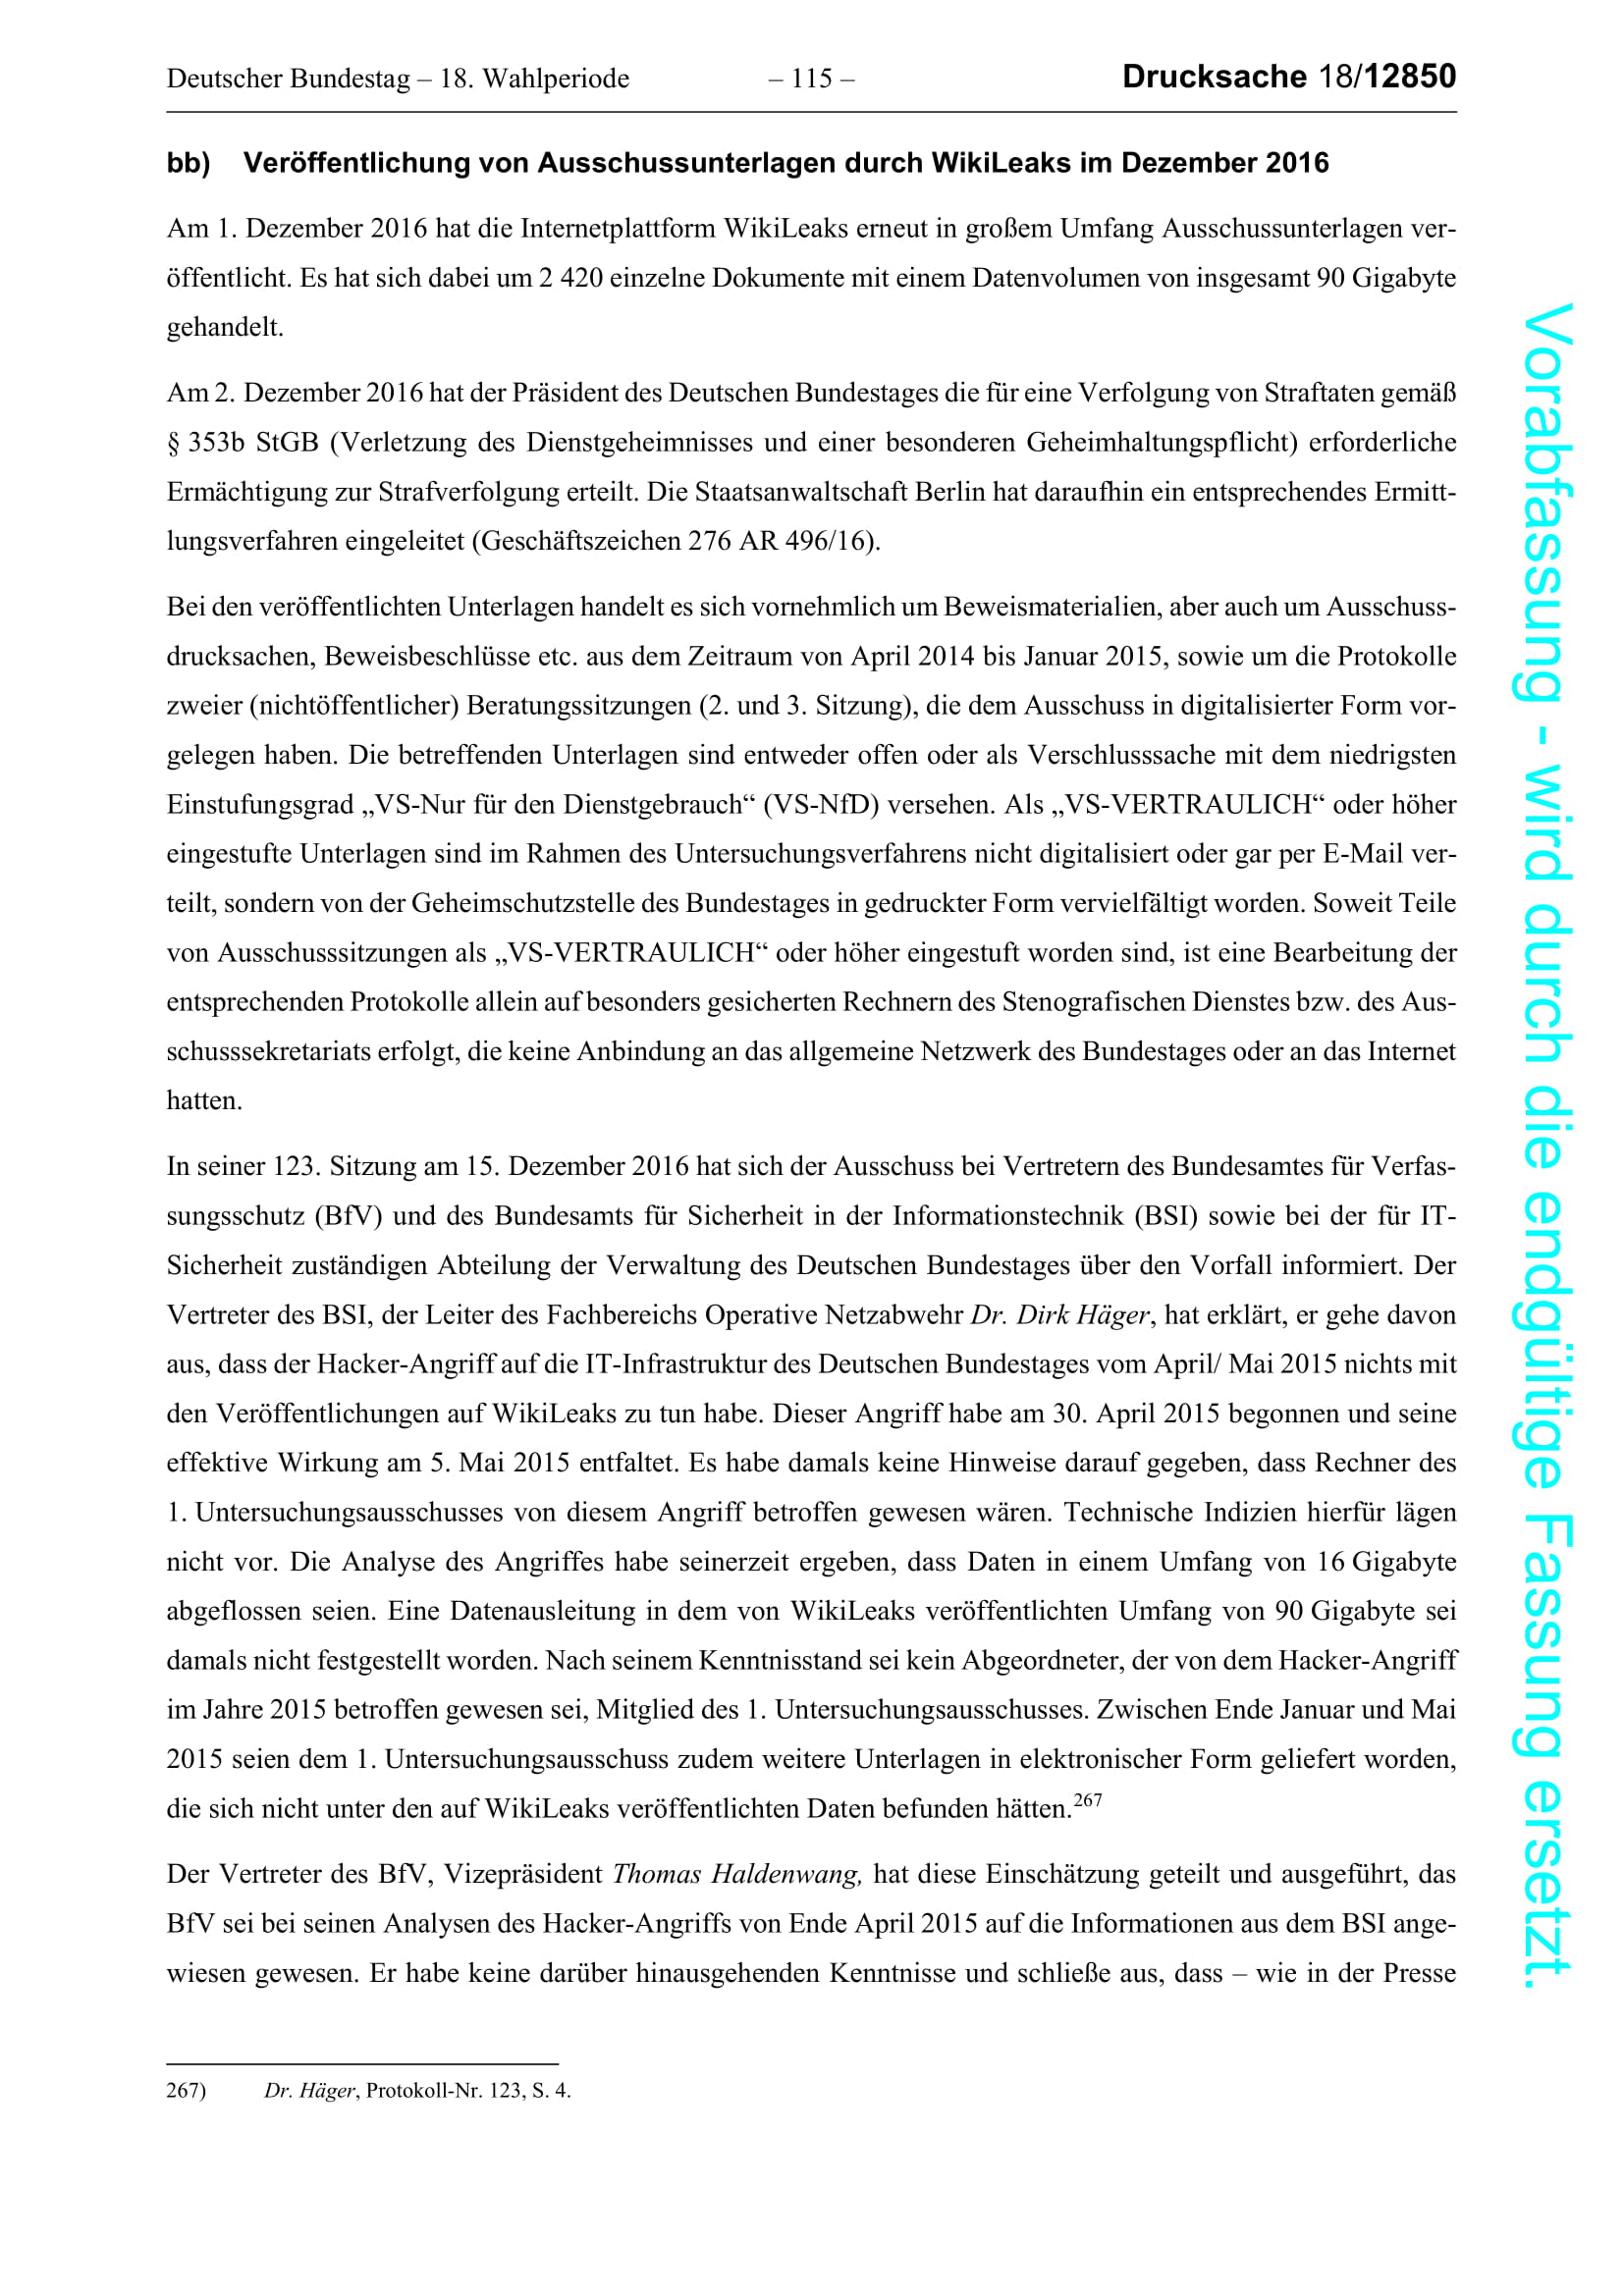 Deutscher Bundestag – 18. Wahlperiode – 115 – Drucksache 18/12850
bb) Veröffentlichung von Ausschussunterlagen durch WikiLeaks im Dezember 2016
Am 1. Dezember 2016 hat die Internetplattform WikiLeaks erneut in großem Umfang Ausschussunterlagen ver-
öffentlicht. Es hat sich dabei um 2 420 einzelne Dokumente mit einem Datenvolumen von insgesamt 90 Gigabyte
gehandelt.
Am 2. Dezember 2016 hat der Präsident des Deutschen Bundestages die für eine Verfolgung von Straftaten gemäß
§ 353b StGB (Verletzung des Dienstgeheimnisses und einer besonderen Geheimhaltungspflicht) erforderliche
Ermächtigung zur Strafverfolgung erteilt. Die Staatsanwaltschaft Berlin hat daraufhin ein entsprechendes Ermitt-
lungsverfahren eingeleitet (Geschäftszeichen 276 AR 496/16).
Bei den veröffentlichten Unterlagen handelt es sich vornehmlich um Beweismaterialien, aber auch um Ausschuss-
drucksachen, Beweisbeschlüsse etc. aus dem Zeitraum von April 2014 bis Januar 2015, sowie um die Protokolle
zweier (nichtöffentlicher) Beratungssitzungen (2. und 3. Sitzung), die dem Ausschuss in digitalisierter Form vor-
gelegen haben. Die betreffenden Unterlagen sind entweder offen oder als Verschlusssache mit dem niedrigsten
Einstufungsgrad „VS-Nur für den Dienstgebrauch“ (VS-NfD) versehen. Als „VS-VERTRAULICH“ oder höher
eingestufte Unterlagen sind im Rahmen des Untersuchungsverfahrens nicht digitalisiert oder gar per E-Mail ver-
teilt, sondern von der Geheimschutzstelle des Bundestages in gedruckter Form vervielfältigt worden. Soweit Teile
von Ausschusssitzungen als „VS-VERTRAULICH“ oder höher eingestuft worden sind, ist eine Bearbeitung der
entsprechenden Protokolle allein auf besonders gesicherten Rechnern des Stenografischen Dienstes bzw. des Aus-
schusssekretariats erfolgt, die keine Anbindung an das allgemeine Netzwerk des Bundestages oder an das Internet
hatten.
In seiner 123. Sitzung am 15. Dezember 2016 hat sich der Ausschuss bei Vertretern des Bundesamtes für Verfas-
sungsschutz (BfV) und des Bundesamts für Sicherheit in der Informationstechnik (BSI) sowie bei der für IT-
Sicherheit zuständigen Abteilung der Verwaltung des Deutschen Bundestages über den Vorfall informiert. Der
Vertreter des BSI, der Leiter des Fachbereichs Operative Netzabwehr Dr. Dirk Häger, hat erklärt, er gehe davon
aus, dass der Hacker-Angriff auf die IT-Infrastruktur des Deutschen Bundestages vom April/ Mai 2015 nichts mit
den Veröffentlichungen auf WikiLeaks zu tun habe. Dieser Angriff habe am 30. April 2015 begonnen und seine
effektive Wirkung am 5. Mai 2015 entfaltet. Es habe damals keine Hinweise darauf gegeben, dass Rechner des
1. Untersuchungsausschusses von diesem Angriff betroffen gewesen wären. Technische Indizien hierfür lägen
nicht vor. Die Analyse des Angriffes habe seinerzeit ergeben, dass Daten in einem Umfang von 16 Gigabyte
abgeflossen seien. Eine Datenausleitung in dem von WikiLeaks veröffentlichten Umfang von 90 Gigabyte sei
damals nicht festgestellt worden. Nach seinem Kenntnisstand sei kein Abgeordneter, der von dem Hacker-Angriff
im Jahre 2015 betroffen gewesen sei, Mitglied des 1. Untersuchungsausschusses. Zwischen Ende Januar und Mai
2015 seien dem 1. Untersuchungsausschuss zudem weitere Unterlagen in elektronischer Form geliefert worden,
die sich nicht unter den auf WikiLeaks veröffentlichten Daten befunden hätten.267
Der Vertreter des BfV, Vizepräsident Thomas Haldenwang, hat diese Einschätzung geteilt und ausgeführt, das
BfV sei bei seinen Analysen des Hacker-Angriffs von Ende April 2015 auf die Informationen aus dem BSI ange-
wiesen gewesen. Er habe keine darüber hinausgehenden Kenntnisse und schließe aus, dass – wie in der Presse
267) Dr. Häger, Protokoll-Nr. 123, S. 4.
Vorabfassung - wird durch die endgültige Fassung ersetzt.